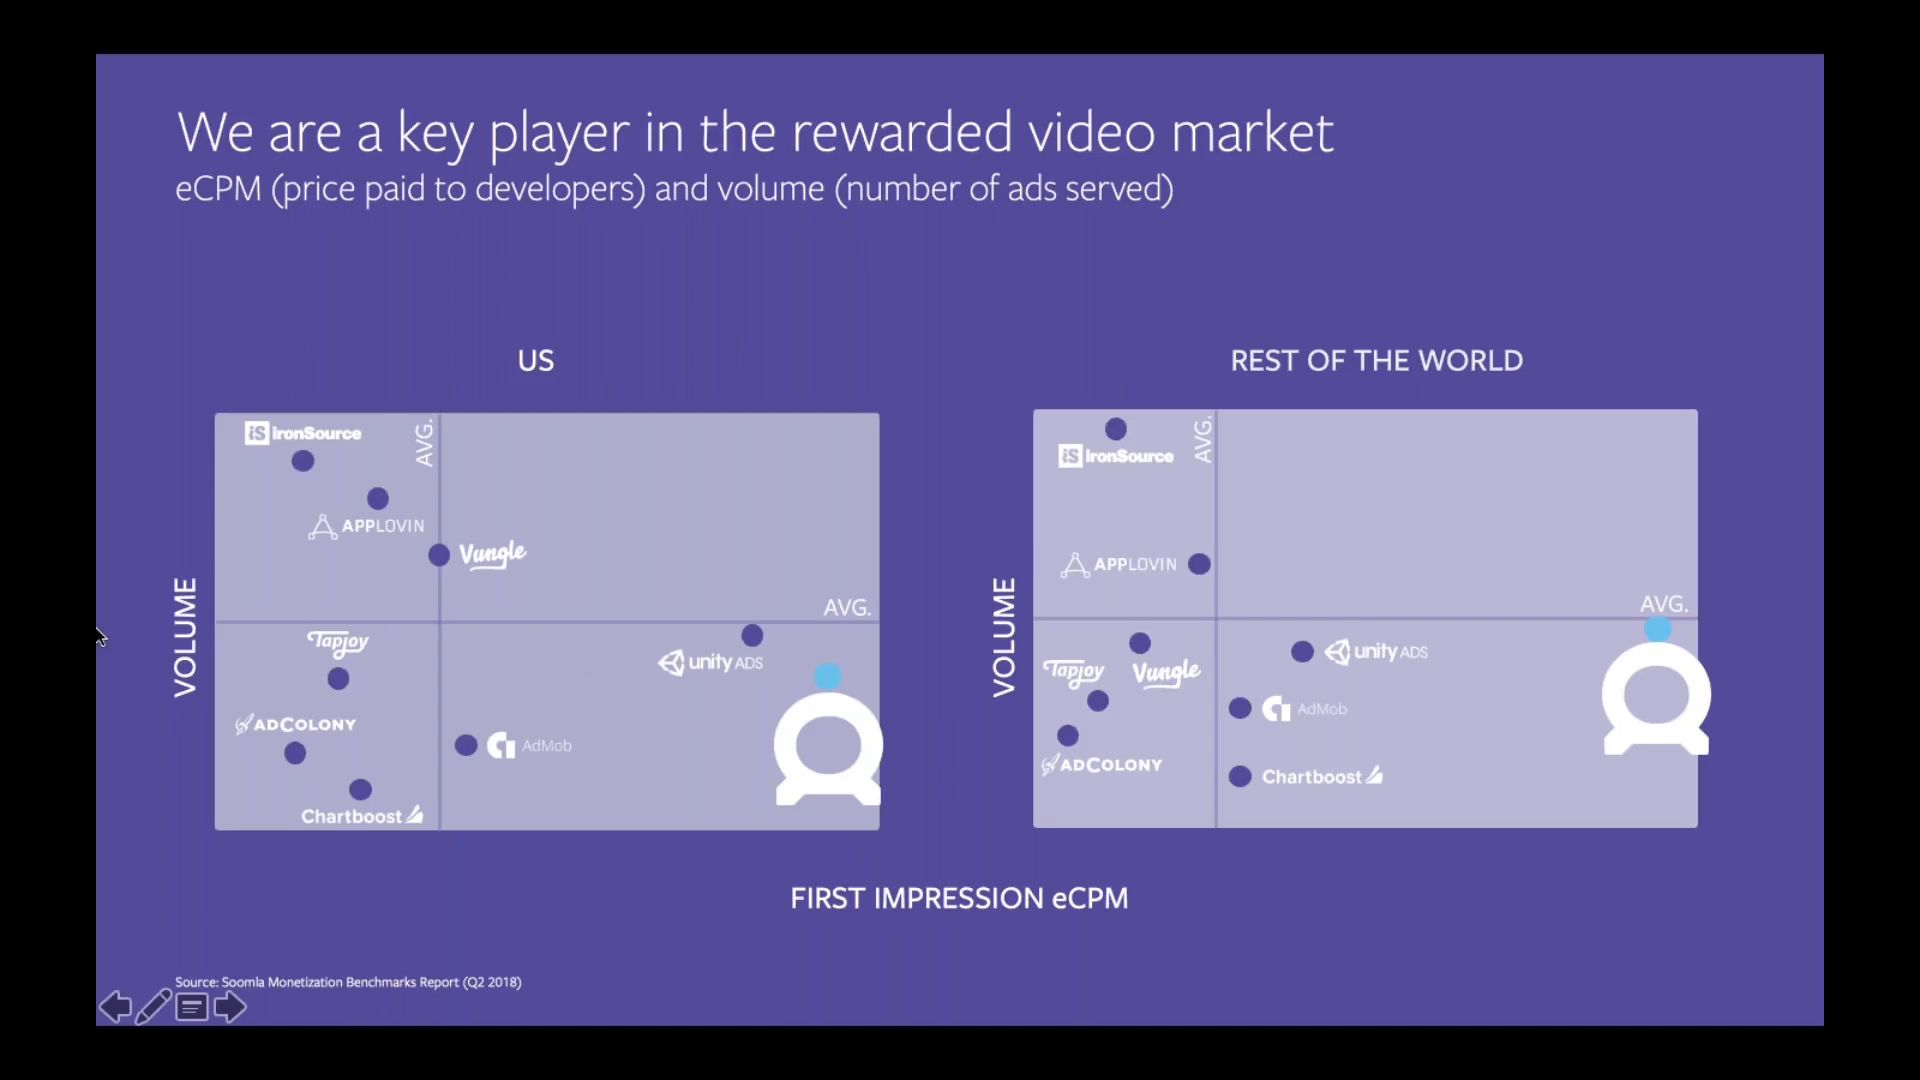 We are a key player in the rewarded video market
eCPM (price paid to developers) and volume (number of ads served)
US
iS ironSource
AVG.
APPLOVIN
Vungle
AVG.
VOLUME
Tapjoy
unity ADS
ADCOLONY
AdMob
Chartboost
REST OF THE WORLD
AVG.
iS ironSource
APPLOVIN
AVG.
VOLUME
unity ADS
Tapjoy
Vungle
AdMob
ADCOLONY
Chartboost
FIRST IMPRESSION eCPM
Source: Soomla Monetization Benchmarks Report (Q2 2018)